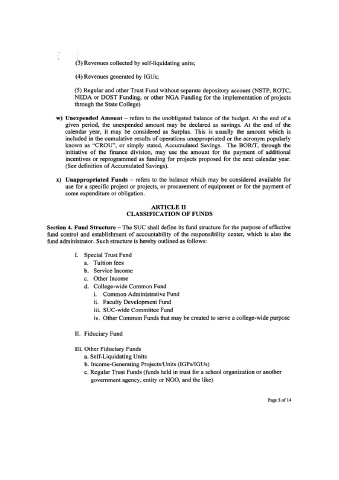 (3) Revenues collected by self-liquidating units;
(4) Revenues generated by IGUs;
(5) Regular and other Trust Fund without separate depository account (NSTP, ROTC,
NEDA or DOST Funding, or other NGA Funding for the implementation of projects
through the State College)
w) Unexpended Amount – refers to the unobligated balance of the budget. At the end of a
given period, the unexpended amount may be declared as savings. At the end of the
calendar year, it may be considered as Surplus. This is usually the amount which is
included in the cumulative results of operations unappropriated or the acronym popularly
known as "CROU", or simply stated, Accumulated Savings. The BOR/T, through the
initiative of the finance division, may use the amount for the payment of additional
incentives or reprogrammed as funding for projects proposed for the next calendar year.
(See definition of Accumulated Savings).
x) Unappropriated Funds – refers to the balance which may be considered available for
use for a specific project or projects, or procurement of equipment or for the payment of
some expenditure or obligation.
ARTICLE II
CLASSIFICATION OF FUNDS
Section 4. Fund Structure – The SUC shall define its fund structure for the purpose of effective
fund control and establishment of accountability of the responsibility center, which is also the
fund administrator. Such structure is hereby outlined as follows:
I. Special Trust Fund
a. Tuition fees
b. Service Income
c. Other Income
d. College-wide Common Fund
i. Common Administrative Fund
ii. Faculty Development Fund
iii. SUC-wide Committee Fund
iv. Other Common Funds that may be created to serve a college-wide purpose
II. Fiduciary Fund
III. Other Fiduciary Funds
a. Self-Liquidating Units
b. Income-Generating Projects/Units (IGPs/IGUs)
c. Regular Trust Funds (funds held in trust for a school organization or another
government agency, entity or NGO, and the like)
Page 5 of 14